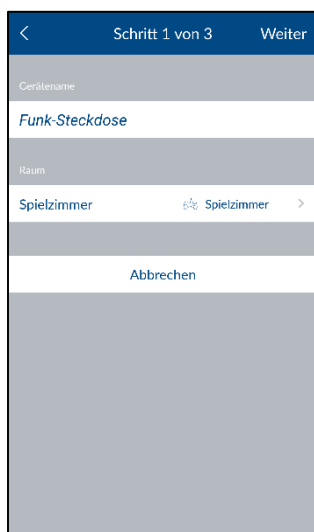 Schritt 1 von 3 Weiter
Gerätename
Funk-Steckdose
Raum
Spielzimmer Spielzimmer
Abbrechen